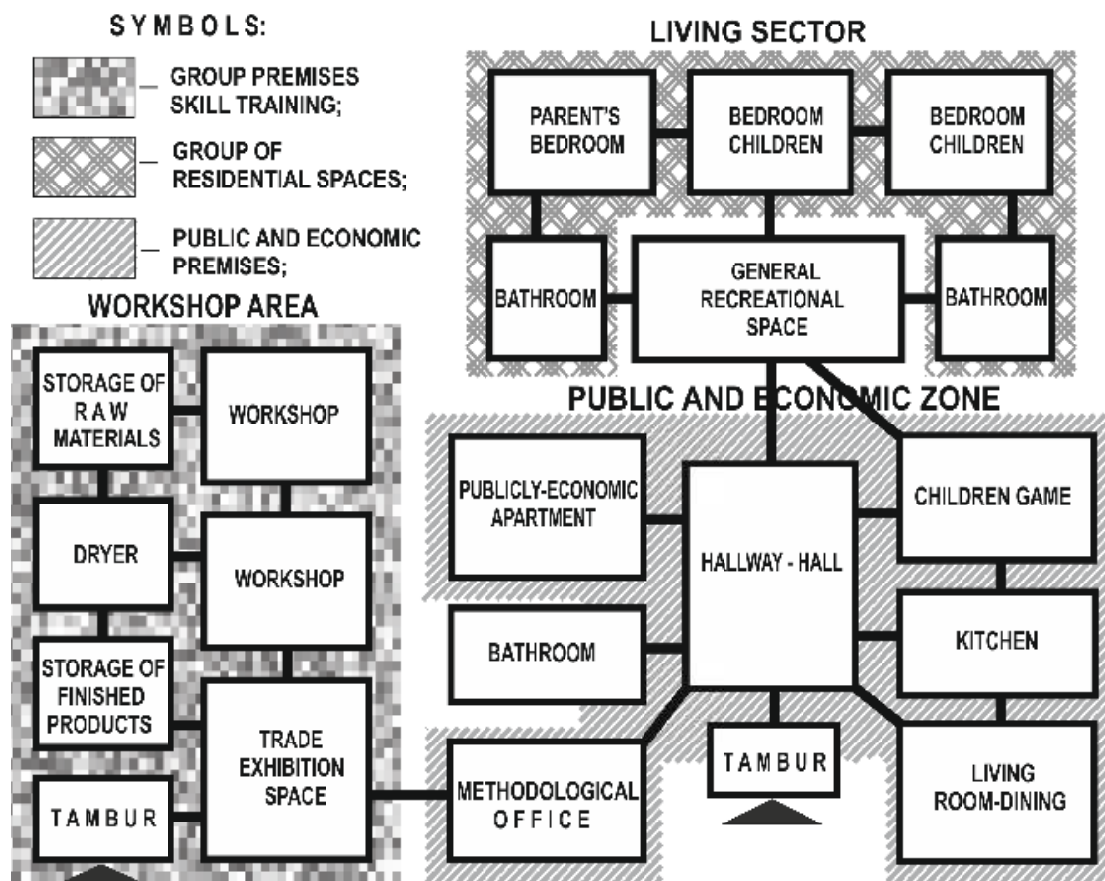 SYMBOLS:
GROUP PREMISES
SKILL TRAINING;
GROUP OF
RESIDENTIAL SPACES;
PUBLIC AND ECONOMIC
PREMISES;
LIVING SECTOR
PARENT'S
BEDROOM
BEDROOM
CHILDREN
BEDROOM
CHILDREN
BATHROOM
GENERAL
RECREATIONAL
SPACE
BATHROOM
WORKSHOP AREA
STORAGE OF
RAW
MATERIALS
WORKSHOP
DRYER
WORKSHOP
STORAGE OF
FINISHED
PRODUCTS
TRADE
EXHIBITION
SPACE
TAMBUR
PUBLIC AND ECONOMIC ZONE
PUBLICLY-ECONOMIC
APARTMENT
HALLWAY - HALL
CHILDREN GAME
BATHROOM
KITCHEN
METHODOLOGICAL
OFFICE
TAMBUR
LIVING
ROOM-DINING